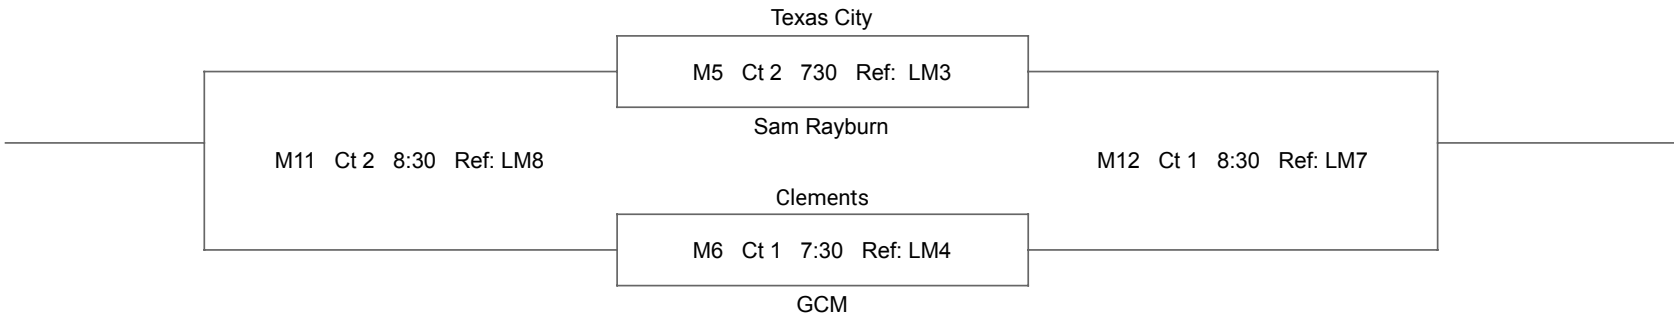 Texas City
M5 Ct 2 730 Ref: LM3
Sam Rayburn
M11 Ct 2 8:30 Ref: LM8
M12 Ct 1 8:30 Ref: LM7
Clements
M6 Ct 1 7:30 Ref: LM4
GCM